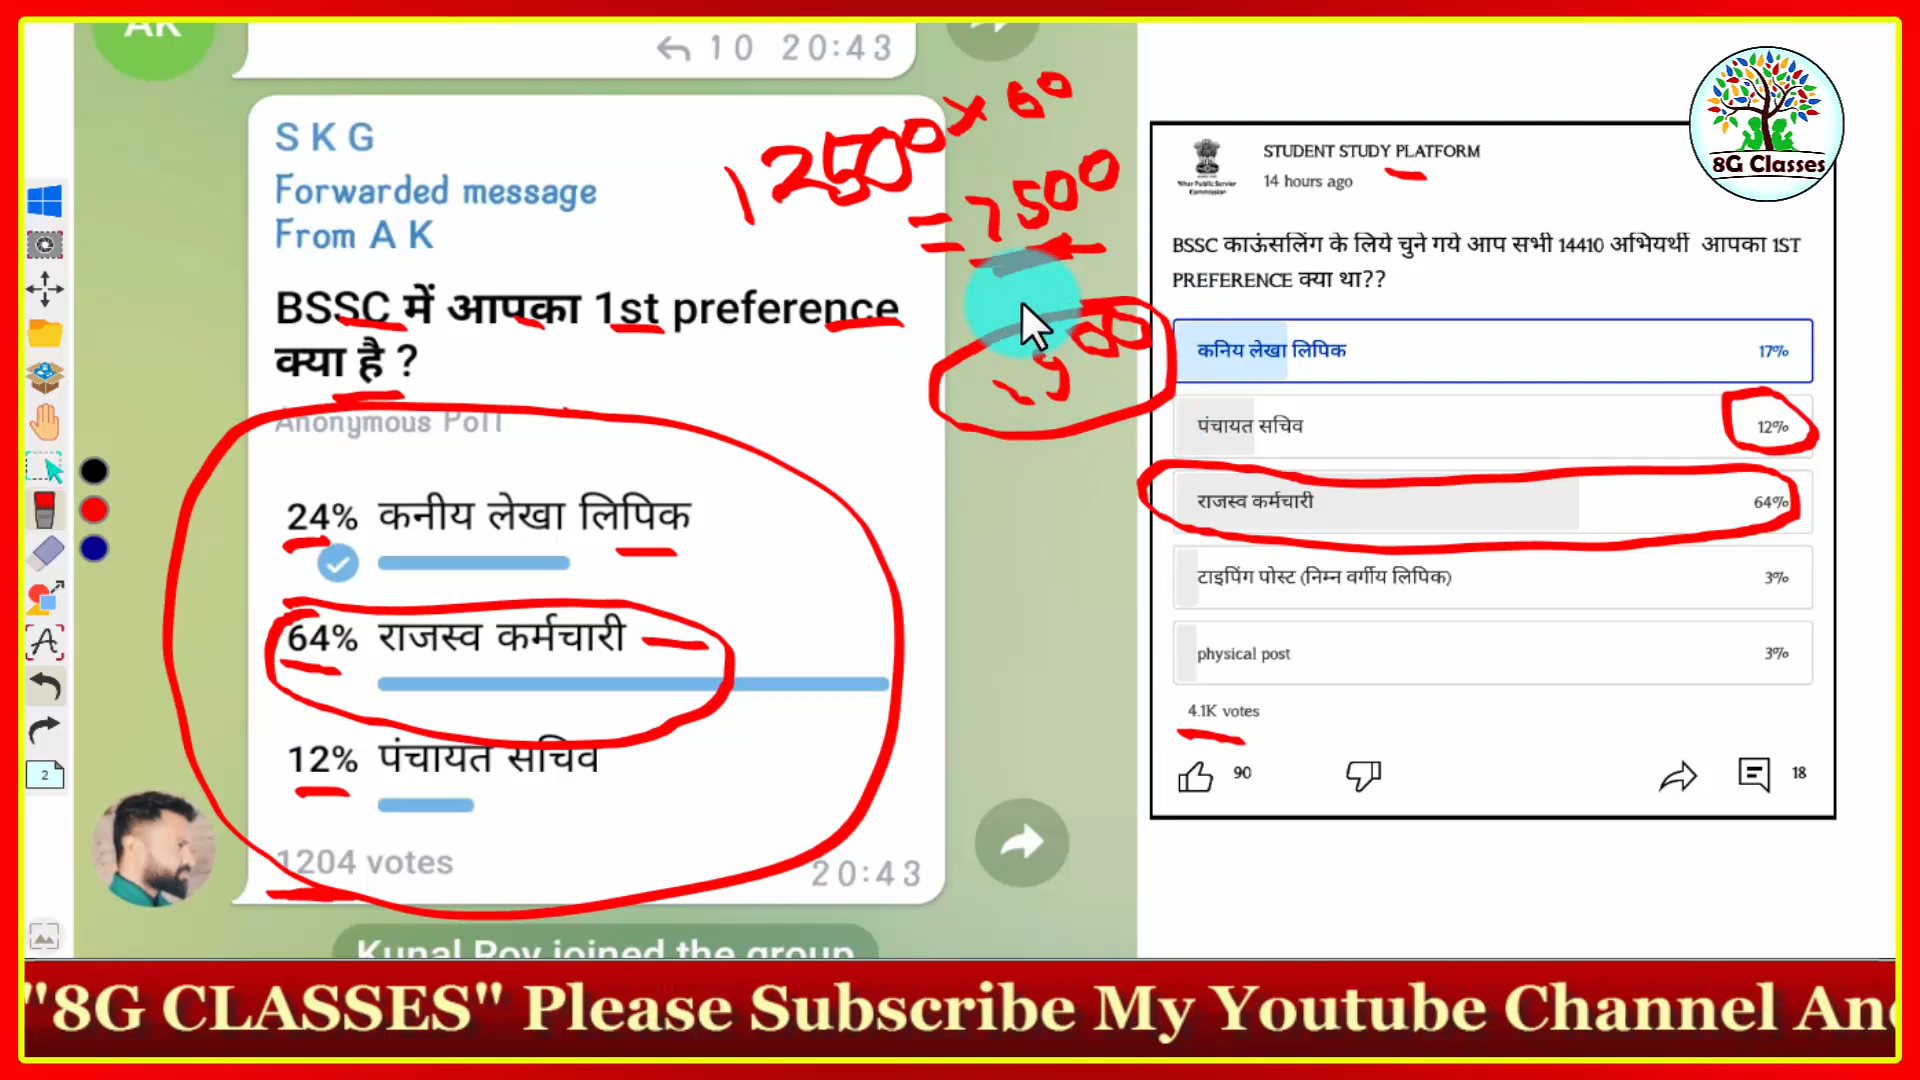 AK
10 20:43
S K G
Forwarded message
From A K
BSSC में आपका 1st preference
क्या है ?
Anonymous Poll
24% कनीय लेखा लिपिक
64% राजस्व कर्मचारी
12% पंचायत सचिव
1204 votes
20:43
Kunal Roy joined the group
12500 × 60
= 7500
STUDENT STUDY PLATFORM
14 hours ago
BSSC काऊंसलिंग के लिये चुने गये आप सभी 14410 अभियर्थी आपका 1ST
PREFERENCE क्या था??
कनिय लेखा लिपिक 17%
पंचायत सचिव 12%
राजस्व कर्मचारी 64%
टाइपिंग पोस्ट (निम्न वर्गीय लिपिक) 3%
physical post 3%
4.1K votes
90
18
8G Classes
2
"8G CLASSES" Please Subscribe My Youtube Channel An